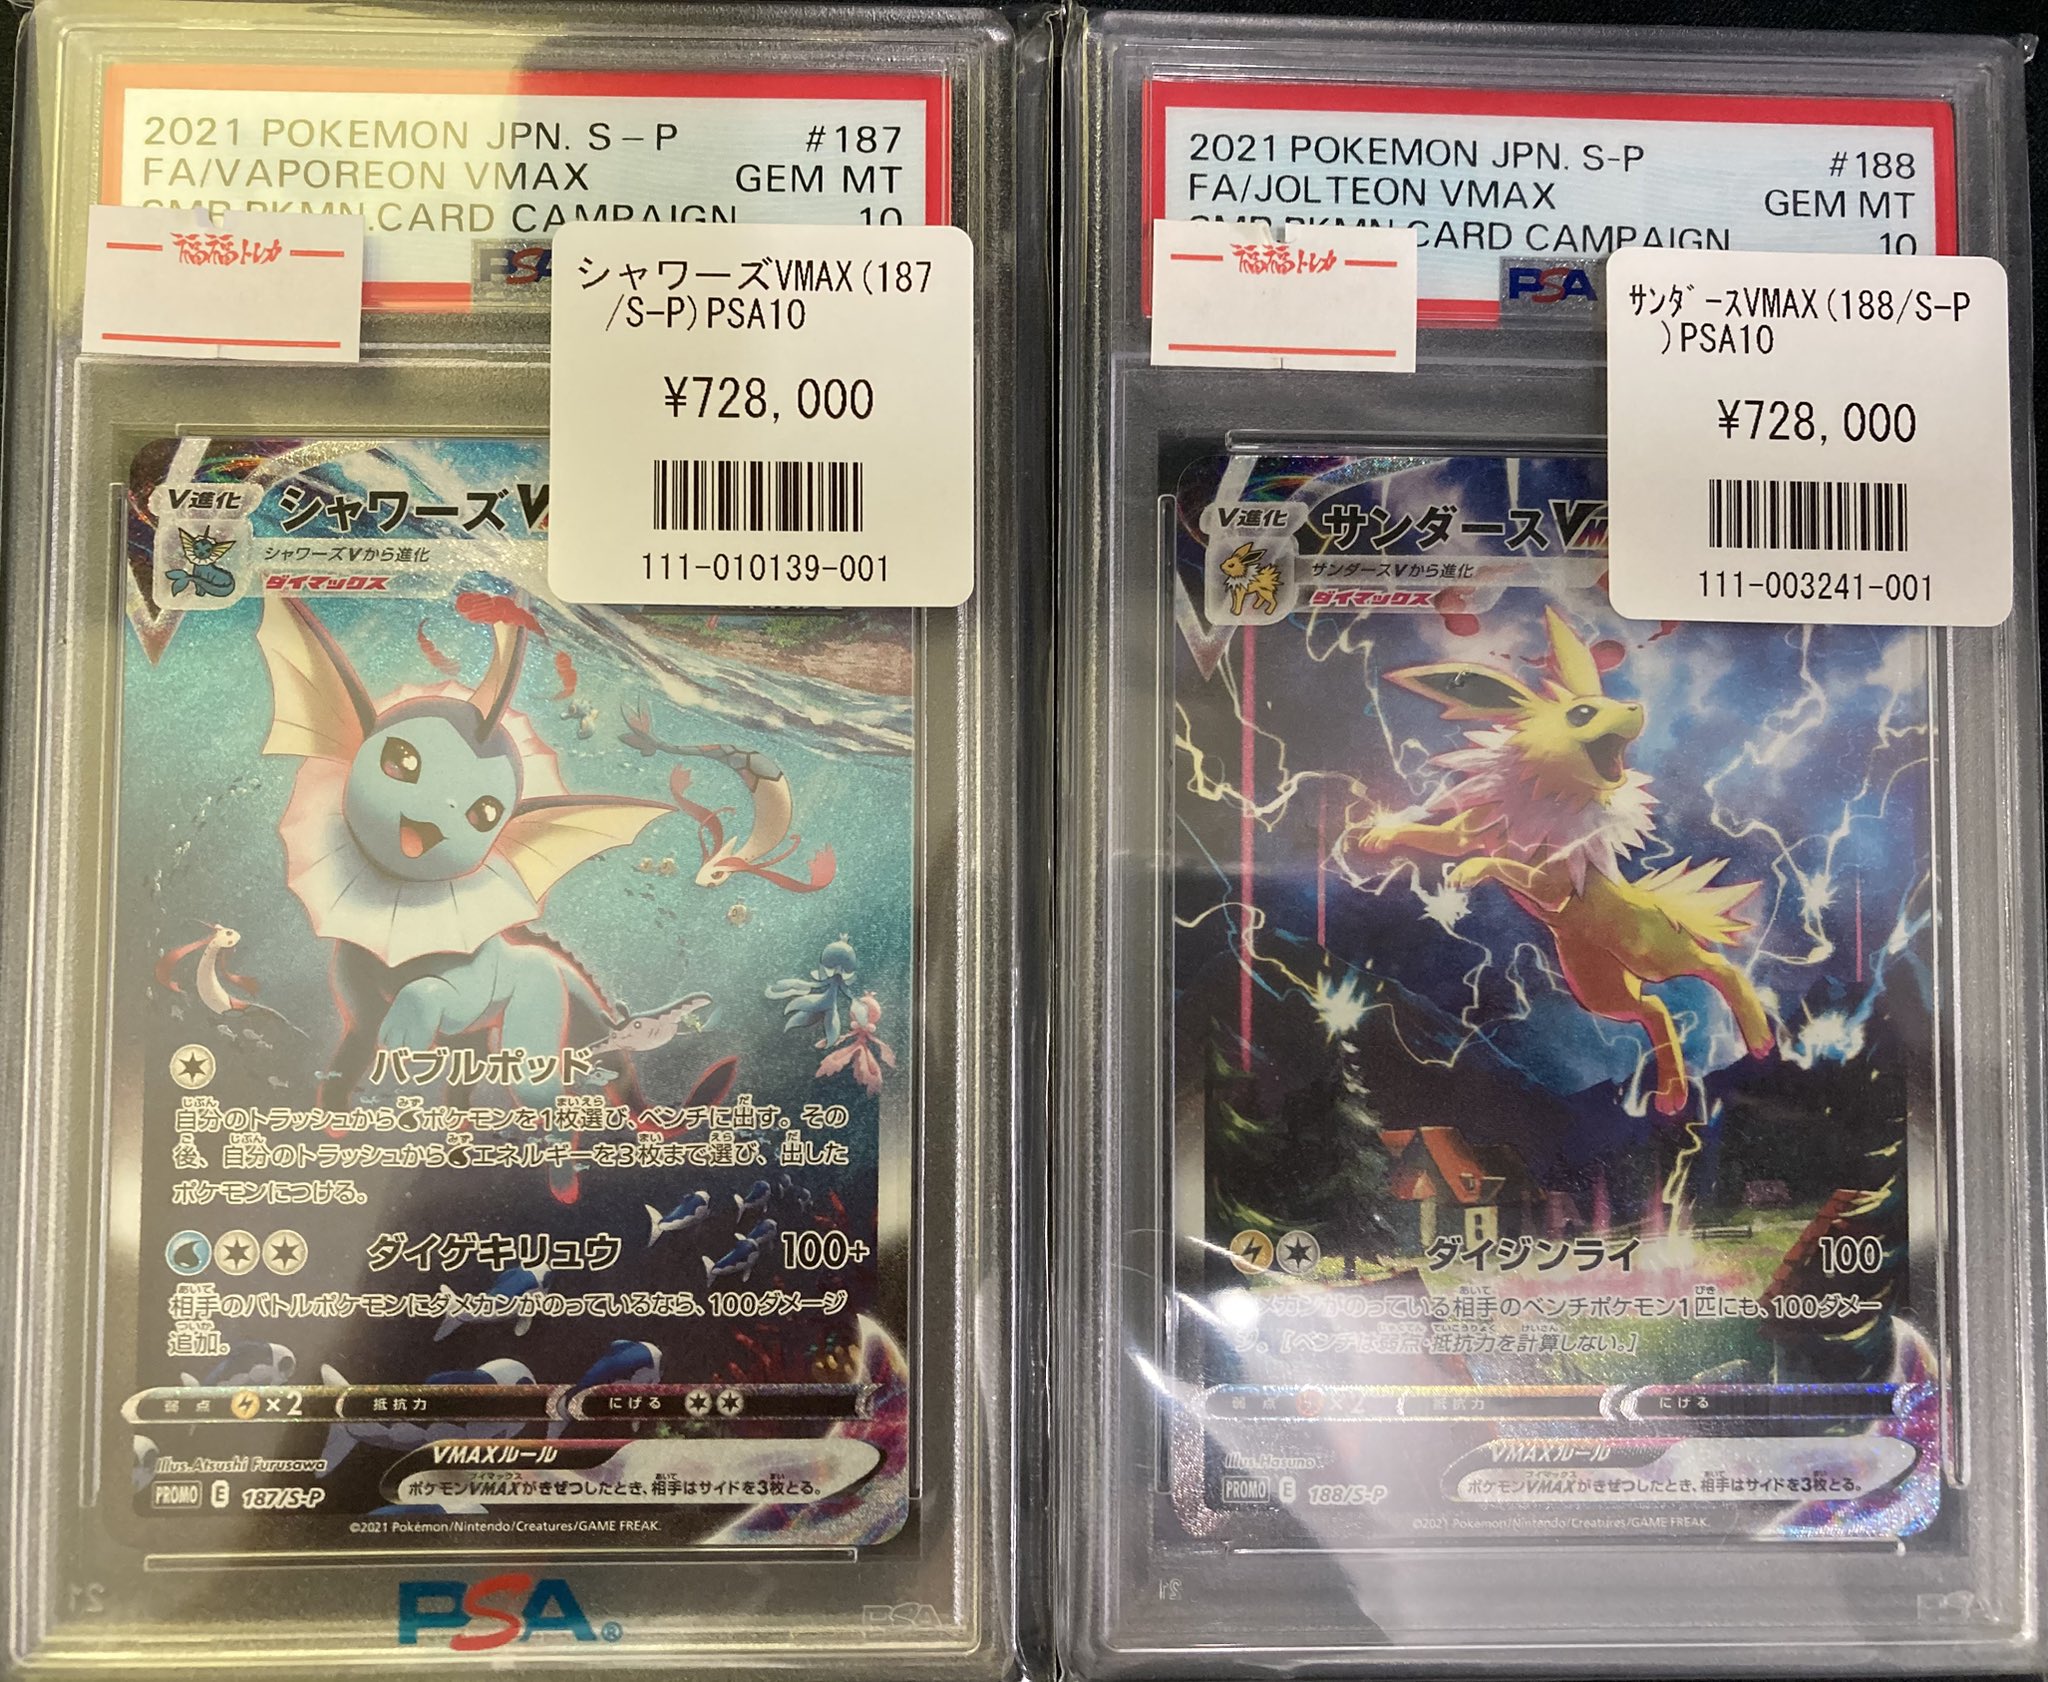 2021 POKEMON JPN. S-P #187
FA/VAPOREON VMAX GEM MT
CARD CAMPAIGN 10
福福トレカ
PSA
シャワーズVMAX(187
/S-P)PSA10
¥728,000
111-010139-001
V進化
シャワーズV
シャワーズVから進化
ダイマックス
バブルポッド
自分のトラッシュからポケモンを1枚選び、ベンチに出す。その
後、自分のトラッシュからエネルギーを3枚まで選び、出した
ポケモンにつける。
ダイゲキリュウ 100+
相手のバトルポケモンにダメカンがのっているなら、100ダメージ
追加。
弱点 ×2 抵抗力 にげる
VMAXルール
ポケモンVMAXがきぜつしたとき、相手はサイドを3枚とる。
Illus.Atsushi Furusawa
PROMO E 187/S-P
©2021 Pokémon/Nintendo/Creatures/GAME FREAK.
PSA®
2021 POKEMON JPN. S-P #188
FA/JOLTEON VMAX GEM MT
CARD CAMPAIGN 10
福福トレカ
PSA
ｻﾝﾀﾞｰｽVMAX(188/S-P
)PSA10
¥728,000
111-003241-001
V進化
サンダースVM
サンダースVから進化
ダイマックス
ダイジンライ 100
メカンがのっている相手のベンチポケモン1匹にも、100ダメー
ジ。[ベンチは弱点・抵抗力を計算しない。]
弱点 ×2 抵抗力 にげる
VMAXルール
ポケモンVMAXがきぜつしたとき、相手はサイドを3枚とる。
Illus.Hasuno
PROMO E 188/S-P
©2021 Pokémon/Nintendo/Creatures/GAME FREAK.